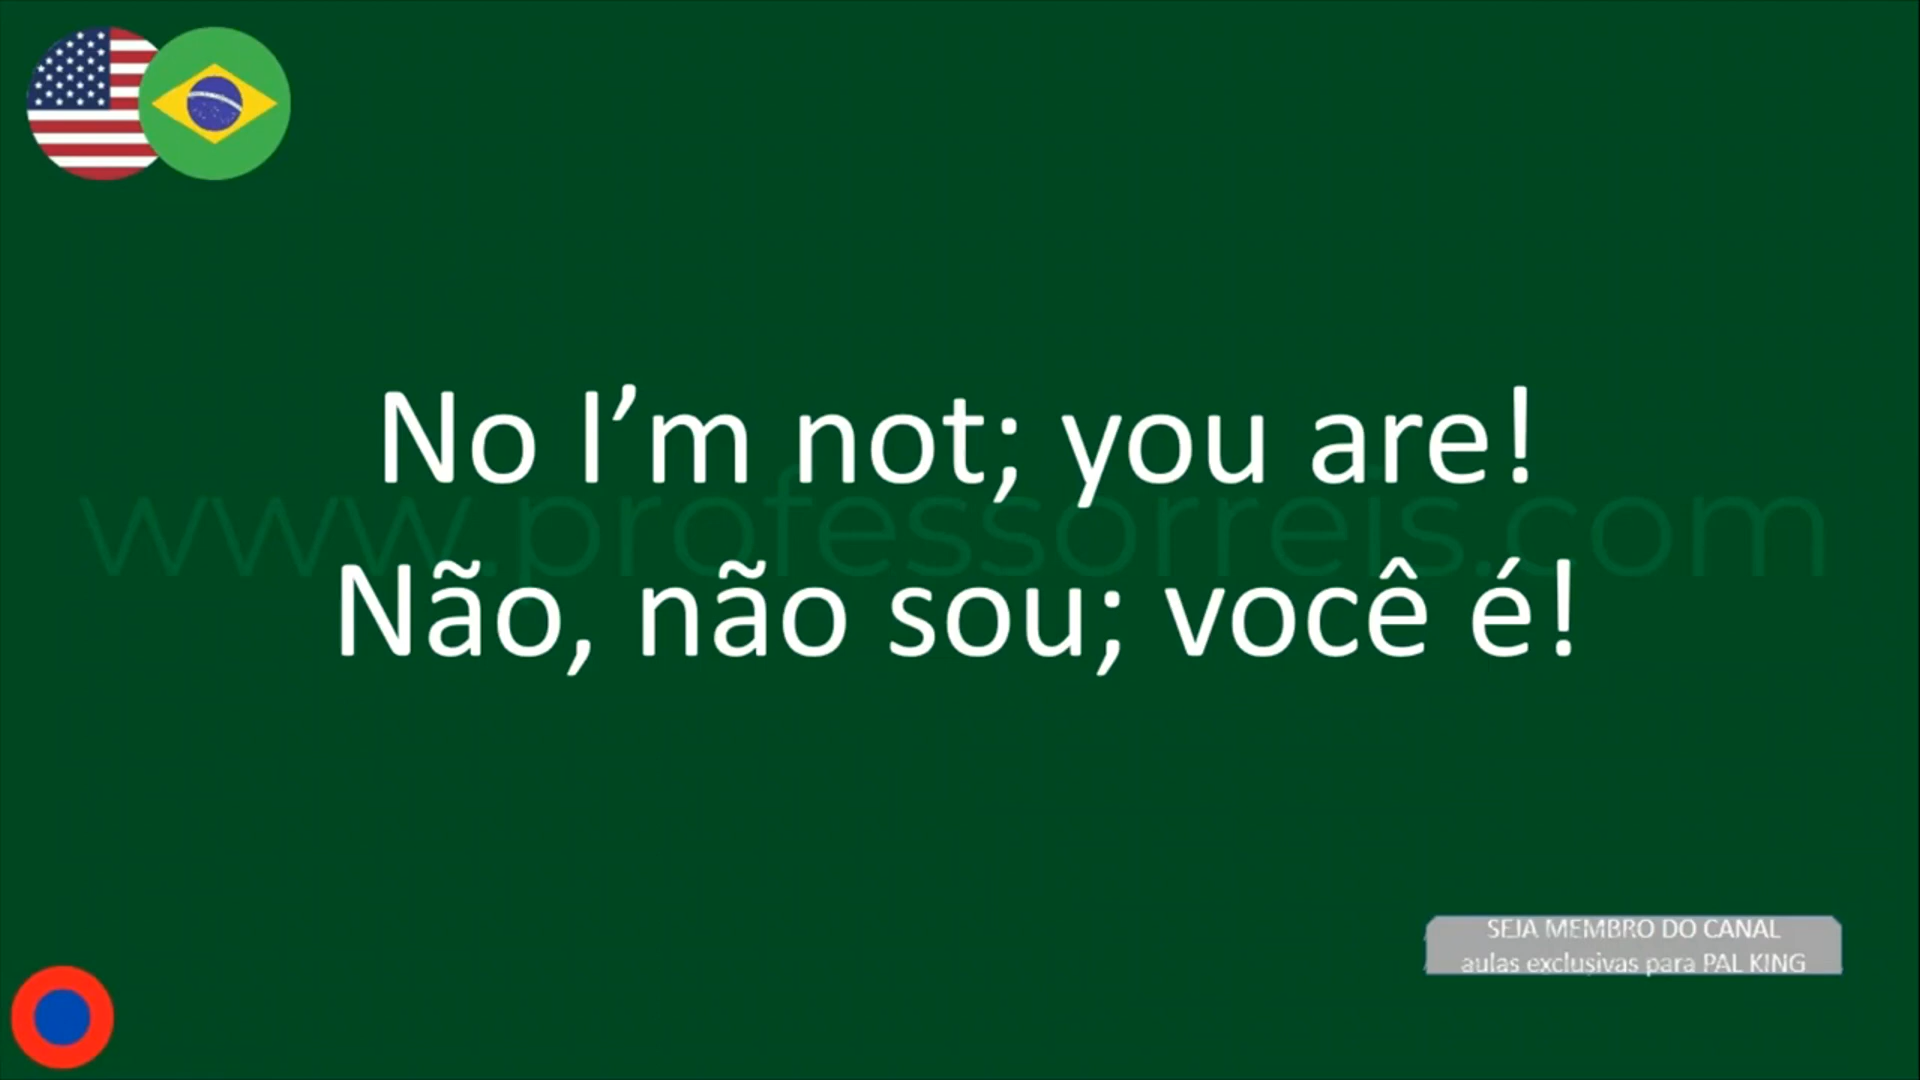 No I’m not; you are!
www.professorreis.com
Não, não sou; você é!
SEJA MEMBRO DO CANAL
aulas exclusivas para PAL KING